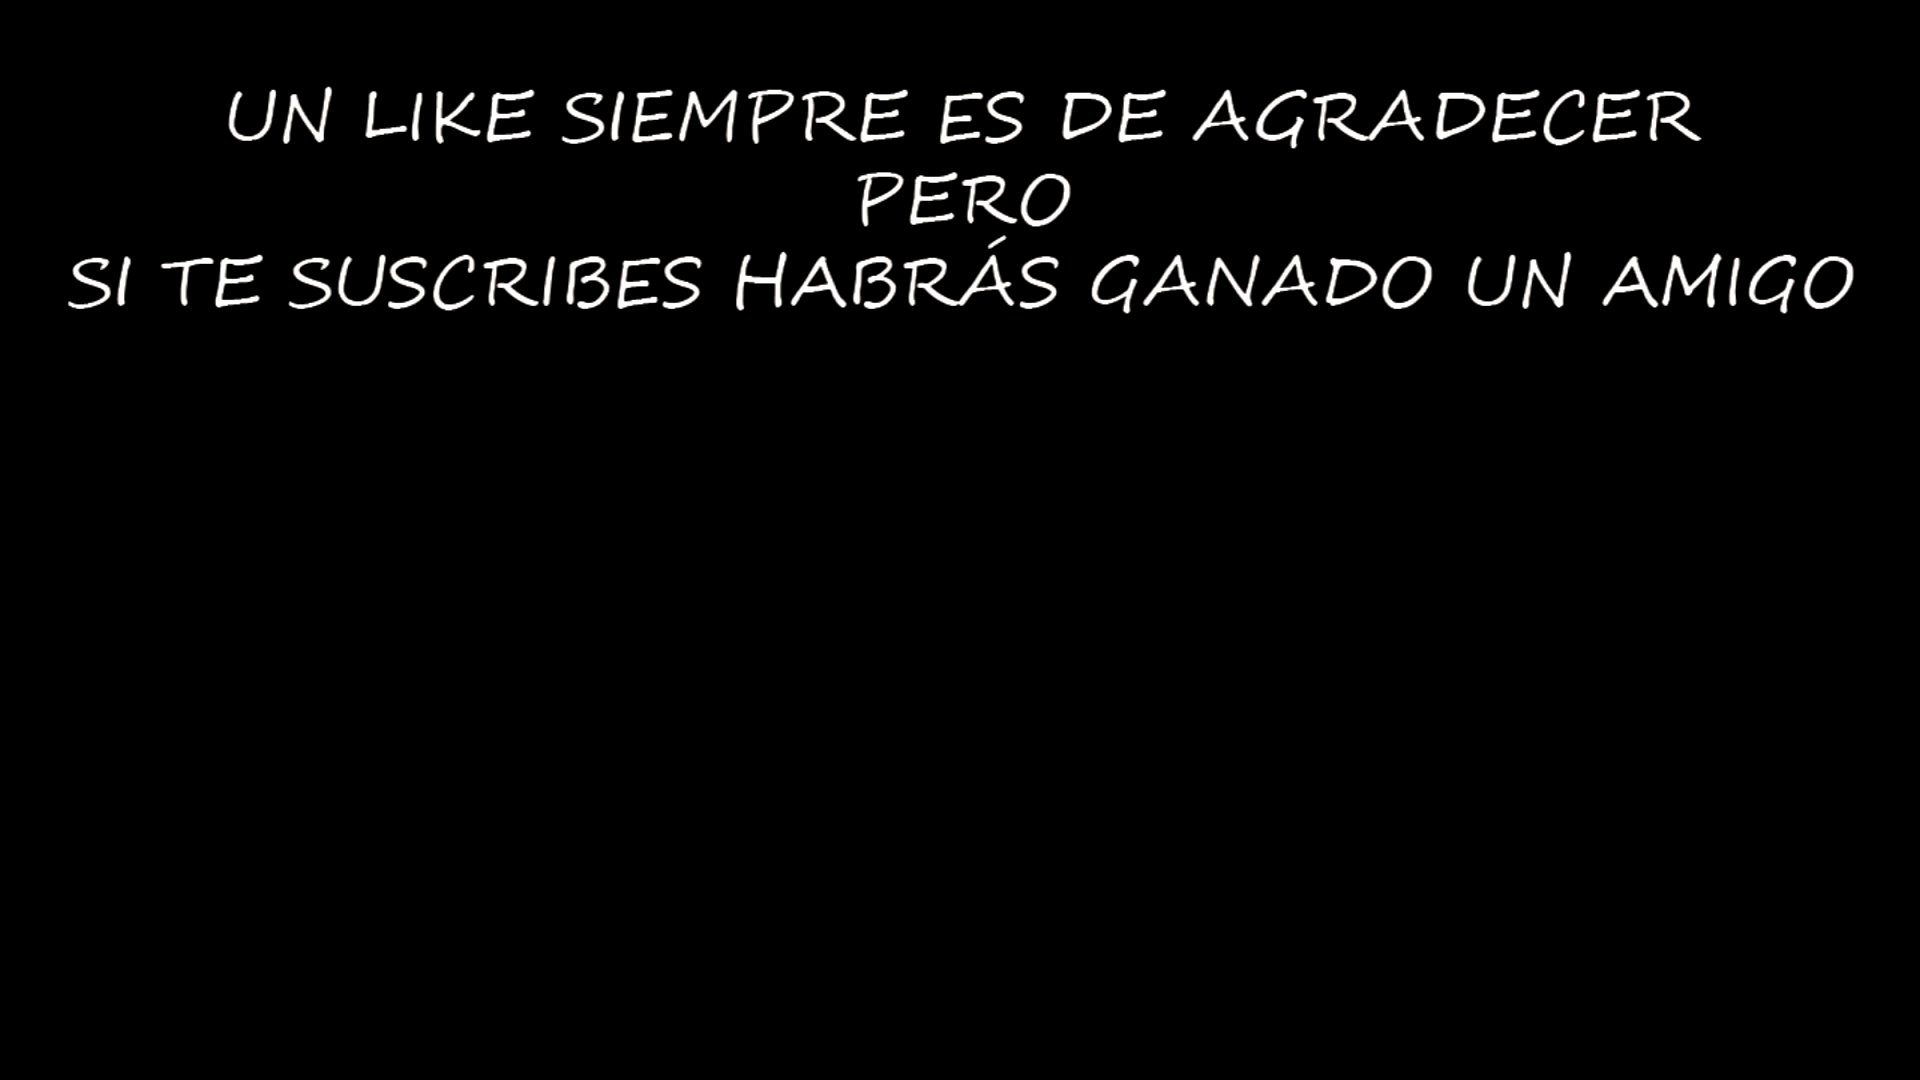 UN LIKE SIEMPRE ES DE AGRADECER
PERO
SI TE SUSCRIBES HABRÁS GANADO UN AMIGO